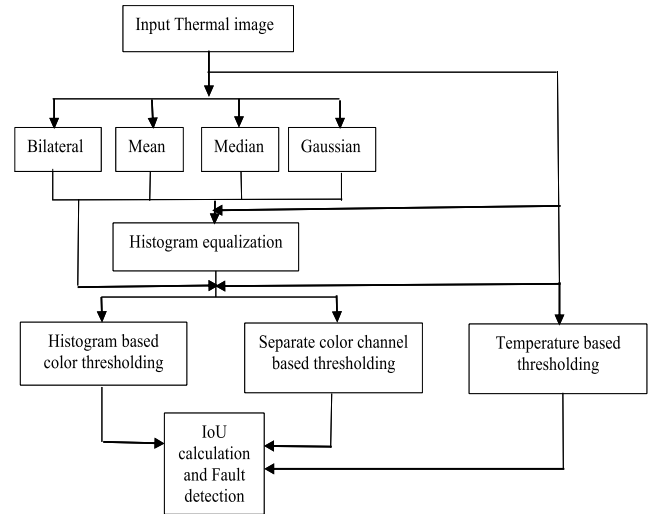 Input Thermal image
Bilateral
Mean
Median
Gaussian
Histogram equalization
Histogram based
color thresholding
Separate color channel
based thresholding
Temperature based
thresholding
IoU
calculation
and Fault
detection